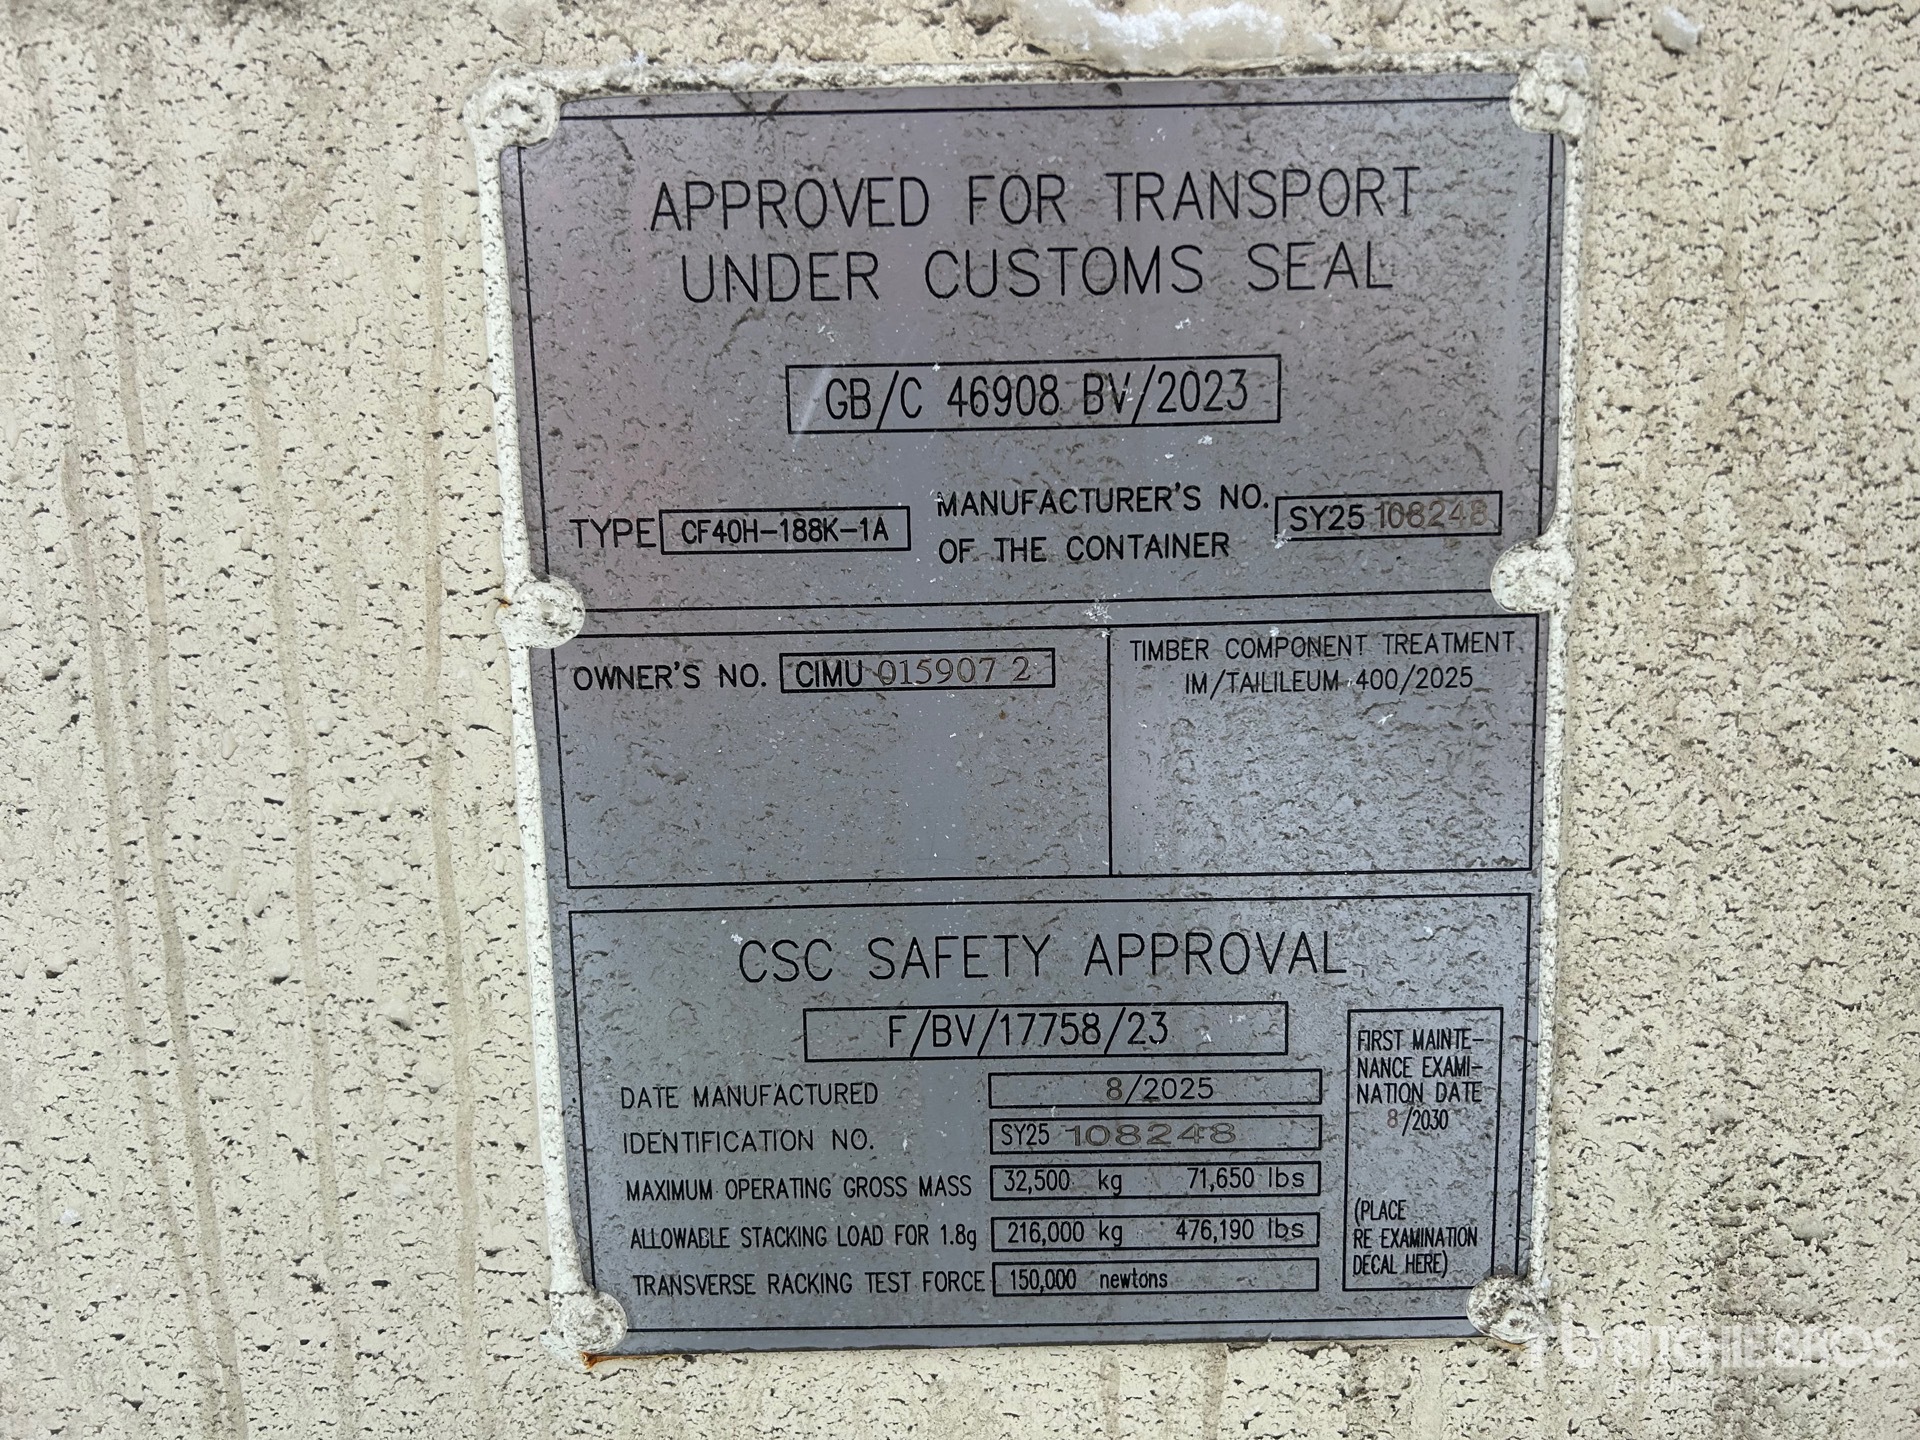 APPROVED FOR TRANSPORT
UNDER CUSTOMS SEAL
GB/C 46908 BV/2023
TYPE CF40H-188K-1A
MANUFACTURER'S NO.
OF THE CONTAINER
SY25 108248
OWNER'S NO. CIMU 015907 2
TIMBER COMPONENT TREATMENT
IM/TAILILEUM 400/2025
CSC SAFETY APPROVAL
F/BV/17758/23
DATE MANUFACTURED 8/2025
IDENTIFICATION NO. SY25 108248
MAXIMUM OPERATING GROSS MASS 32,500 kg 71,650 lbs
ALLOWABLE STACKING LOAD FOR 1.8g 216,000 kg 476,190 lbs
TRANSVERSE RACKING TEST FORCE 150,000 newtons
FIRST MAINTE-
NANCE EXAMI-
NATION DATE
8/2030
(PLACE
RE EXAMINATION
DECAL HERE)
RITCHIE BROS.